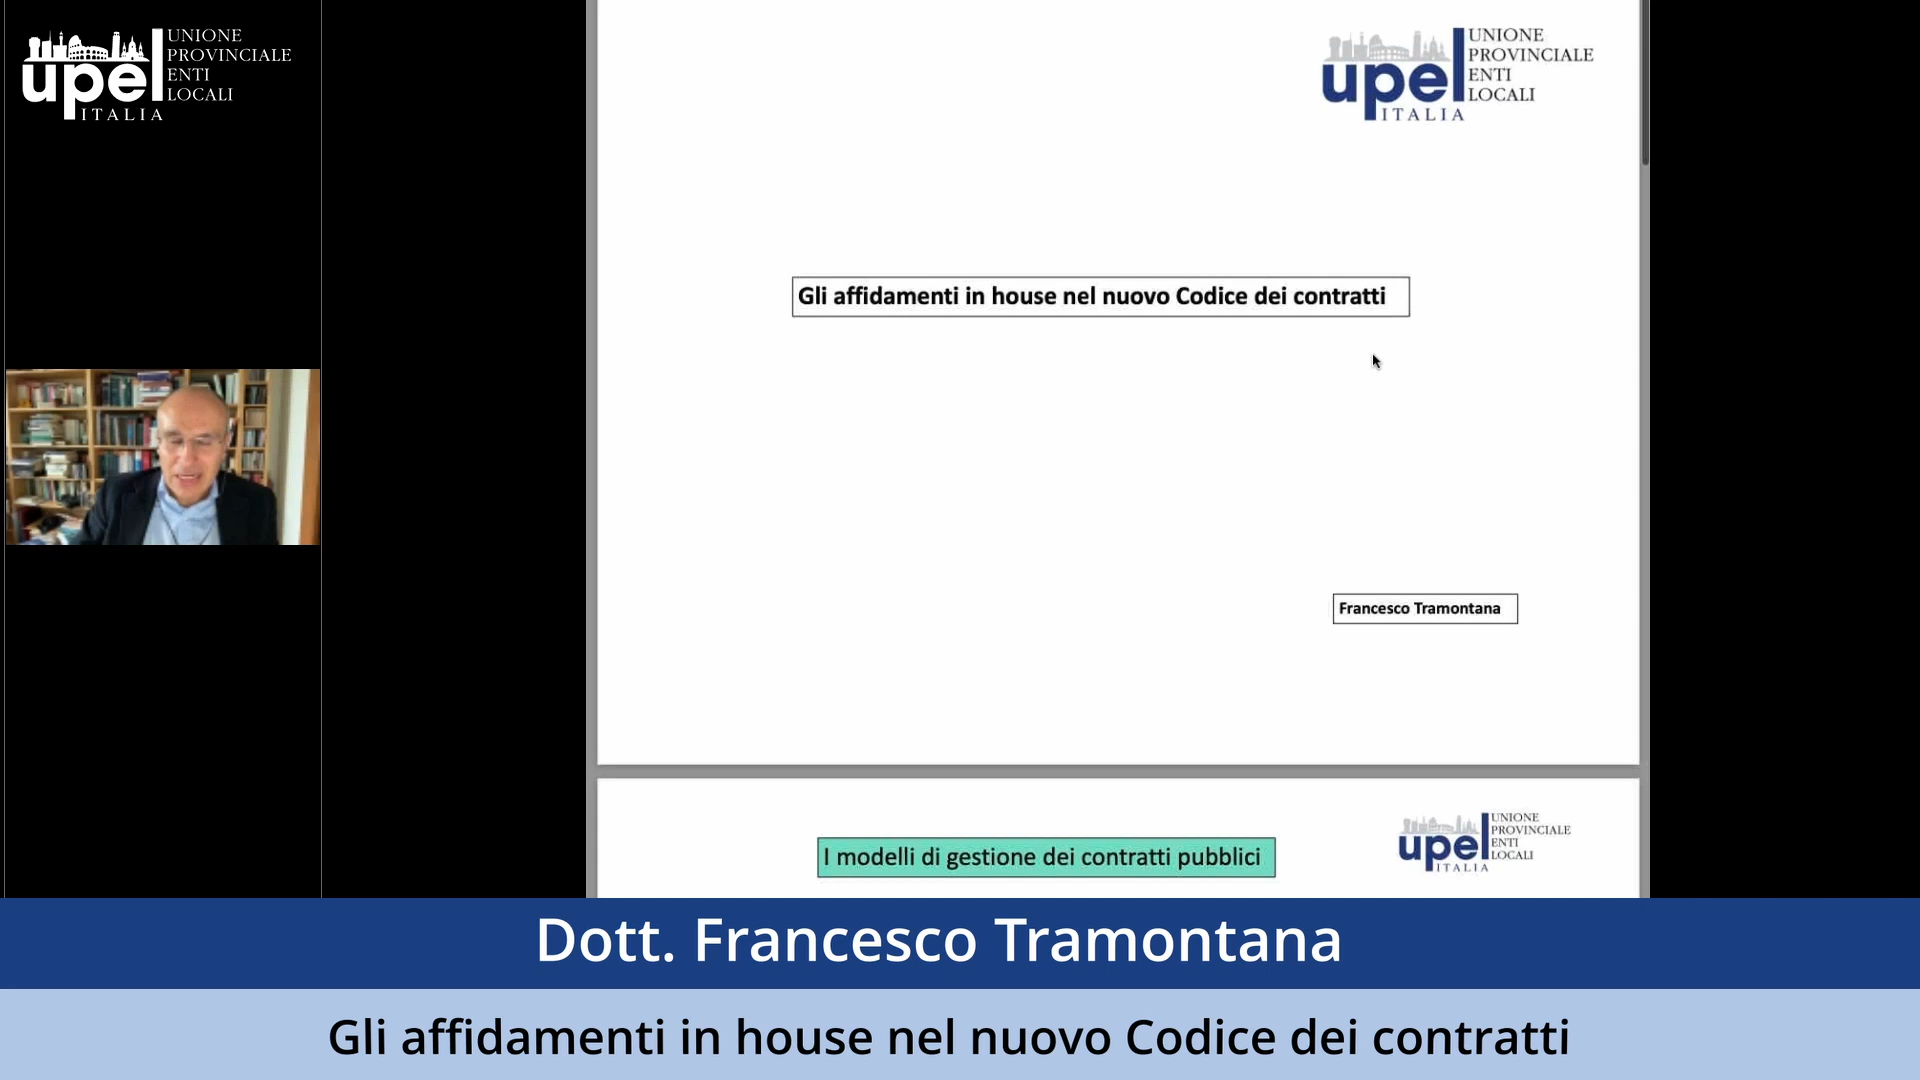 upel
UNIONE
PROVINCIALE
ENTI
LOCALI
ITALIA
upel
UNIONE
PROVINCIALE
ENTI
LOCALI
ITALIA
Gli affidamenti in house nel nuovo Codice dei contratti
Francesco Tramontana
I modelli di gestione dei contratti pubblici
upel
UNIONE
PROVINCIALE
ENTI
LOCALI
ITALIA
Dott. Francesco Tramontana
Gli affidamenti in house nel nuovo Codice dei contratti